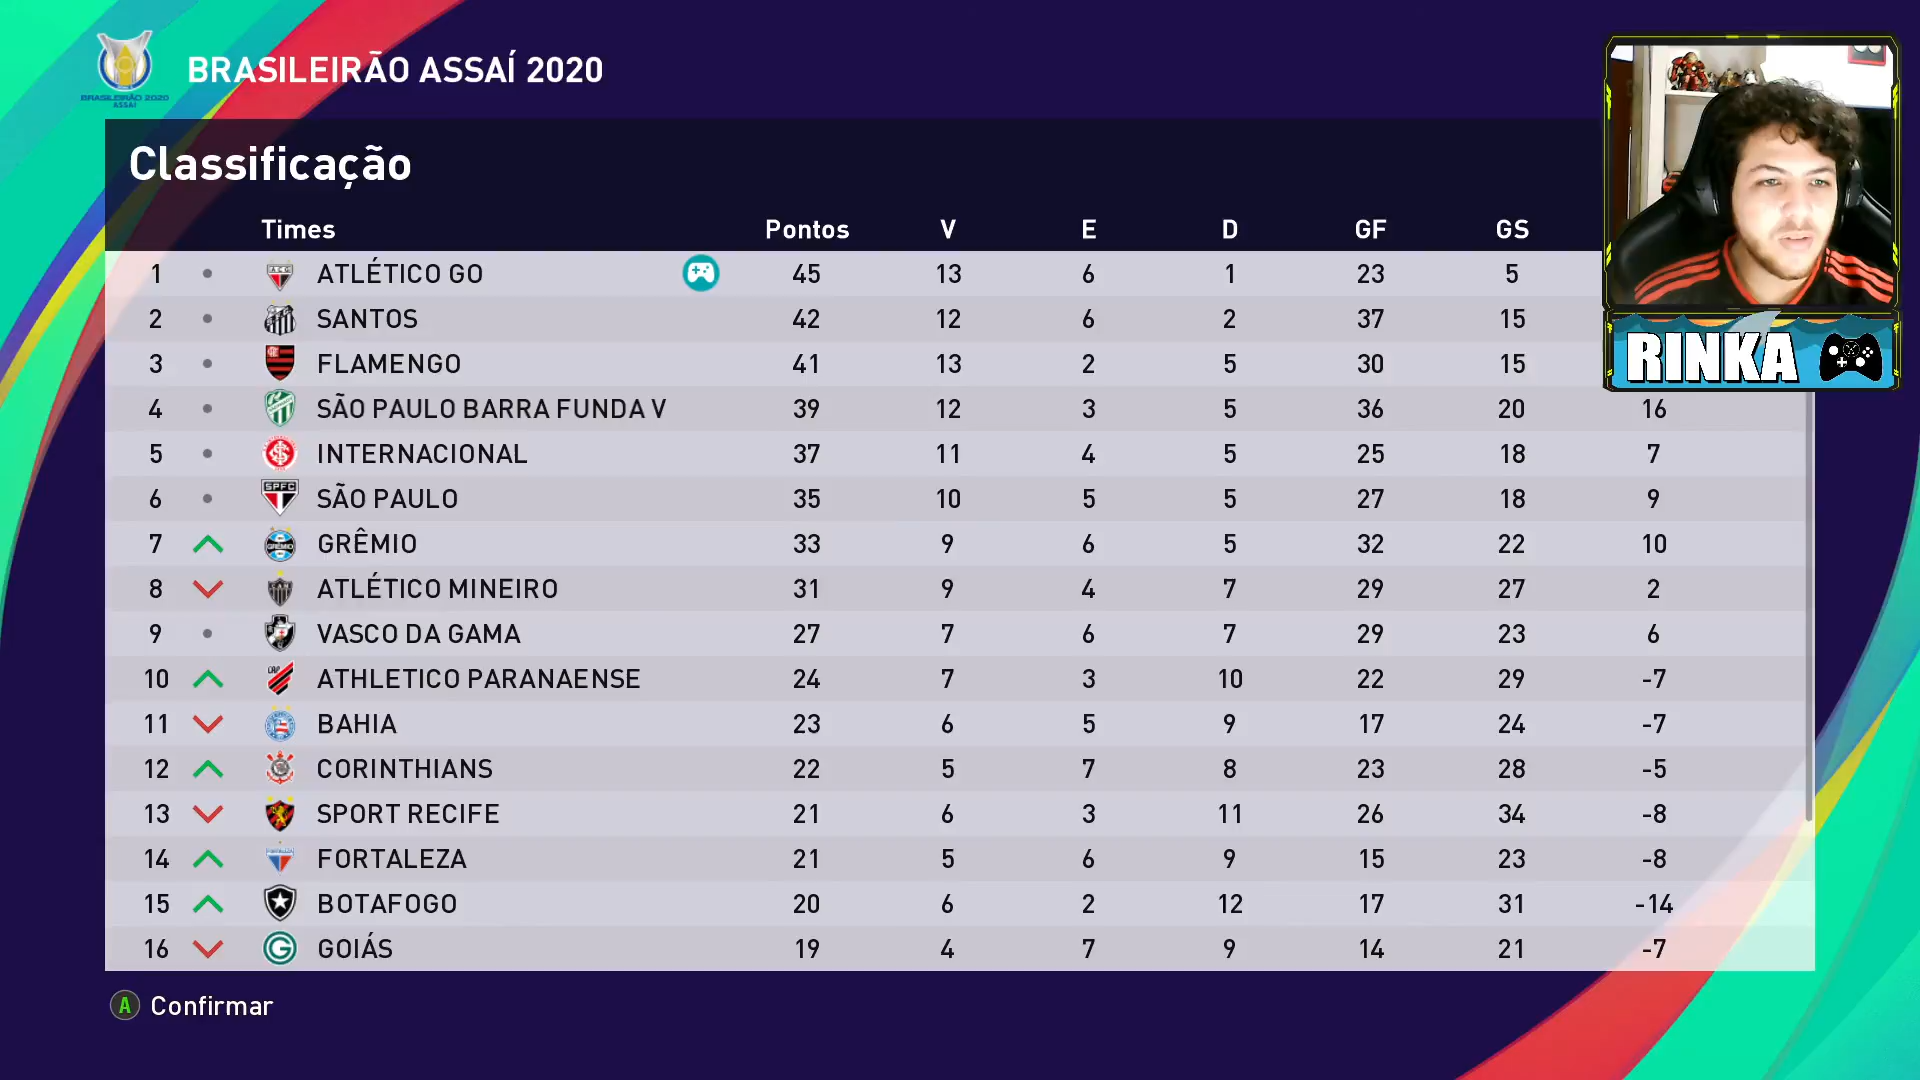 BRASILEIRÃO ASSAÍ 2020
BRASILEIRÃO 2020
ASSAÍ
Classificação
Times Pontos V E D GF GS
1 ATLÉTICO GO 45 13 6 1 23 5
2 SANTOS 42 12 6 2 37 15
3 FLAMENGO 41 13 2 5 30 15
RINKA
4 SÃO PAULO BARRA FUNDA V 39 12 3 5 36 20 16
5 INTERNACIONAL 37 11 4 5 25 18 7
6 SPFC SÃO PAULO 35 10 5 5 27 18 9
7 GRÊMIO 33 9 6 5 32 22 10
8 ATLÉTICO MINEIRO 31 9 4 7 29 27 2
9 VASCO DA GAMA 27 7 6 7 29 23 6
10 CAP ATHLETICO PARANAENSE 24 7 3 10 22 29 -7
11 BAHIA 23 6 5 9 17 24 -7
12 CORINTHIANS 22 5 7 8 23 28 -5
13 SPORT RECIFE 21 6 3 11 26 34 -8
14 FORTALEZA 21 5 6 9 15 23 -8
15 BOTAFOGO 20 6 2 12 17 31 -14
16 G GOIÁS 19 4 7 9 14 21 -7
A Confirmar